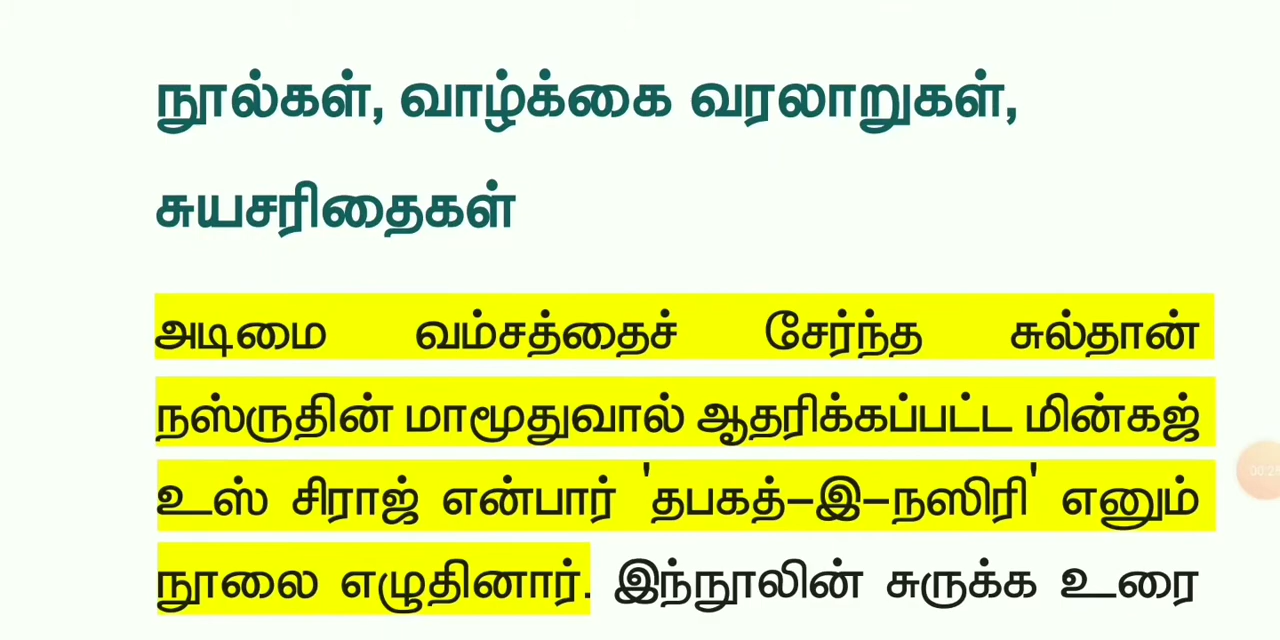 நூல்கள், வாழ்க்கை வரலாறுகள்,
சுயசரிதைகள்
அடிமை வம்சத்தைச் சேர்ந்த சுல்தான்
நஸ்ருதின் மாமூதுவால் ஆதரிக்கப்பட்ட மின்கஜ்
உஸ் சிராஜ் என்பார் 'தபகத்–இ–நஸிரி' எனும்
நூலை எழுதினார். இந்நூலின் சுருக்க உரை